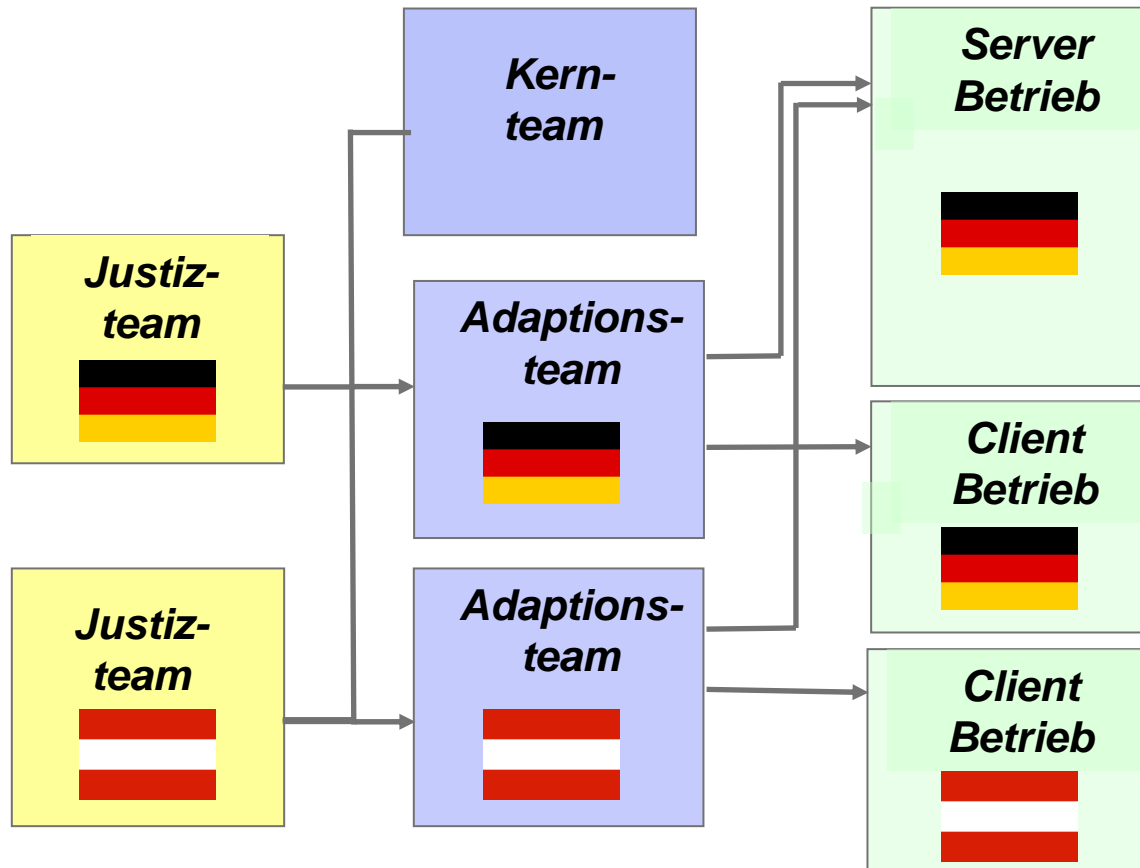 Kern-
team
Server
Betrieb
Justiz-
team
Adaptions-
team
Client
Betrieb
Justiz-
team
Adaptions-
team
Client
Betrieb